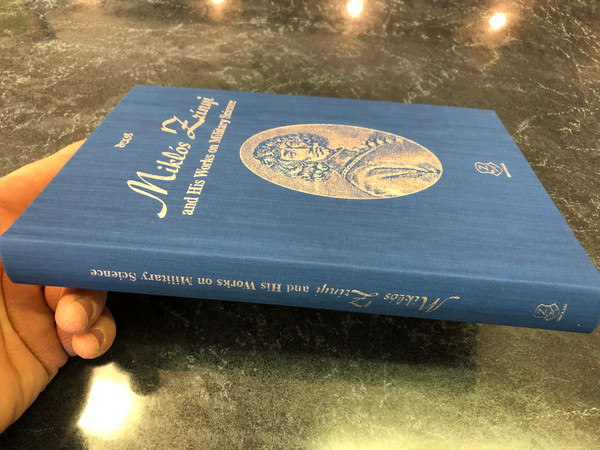 Miklós Zrínyi
and His Works on Military Science
Miklós Zrínyi and His Works on Military Science